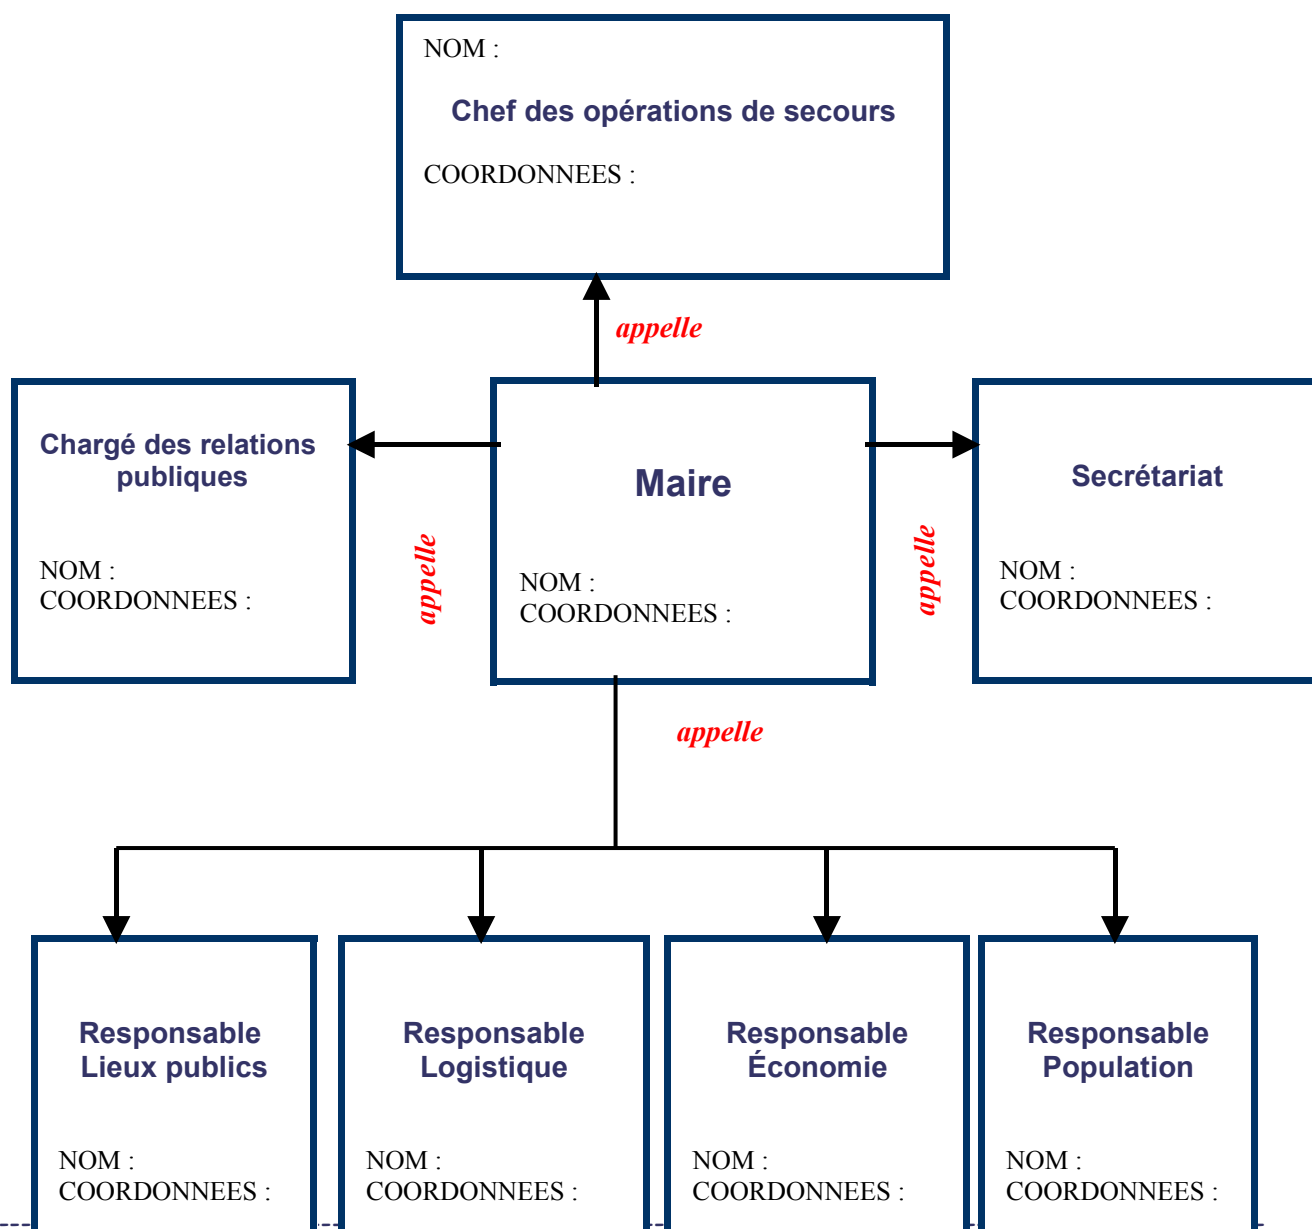 NOM :
Chef des opérations de secours
COORDONNEES :
appelle
Chargé des relations
publiques
NOM :
COORDONNEES :
appelle
Maire
NOM :
COORDONNEES :
appelle
Secrétariat
NOM :
COORDONNEES :
appelle
Responsable
Lieux publics
NOM :
COORDONNEES :
Responsable
Logistique
NOM :
COORDONNEES :
Responsable
Économie
NOM :
COORDONNEES :
Responsable
Population
NOM :
COORDONNEES :